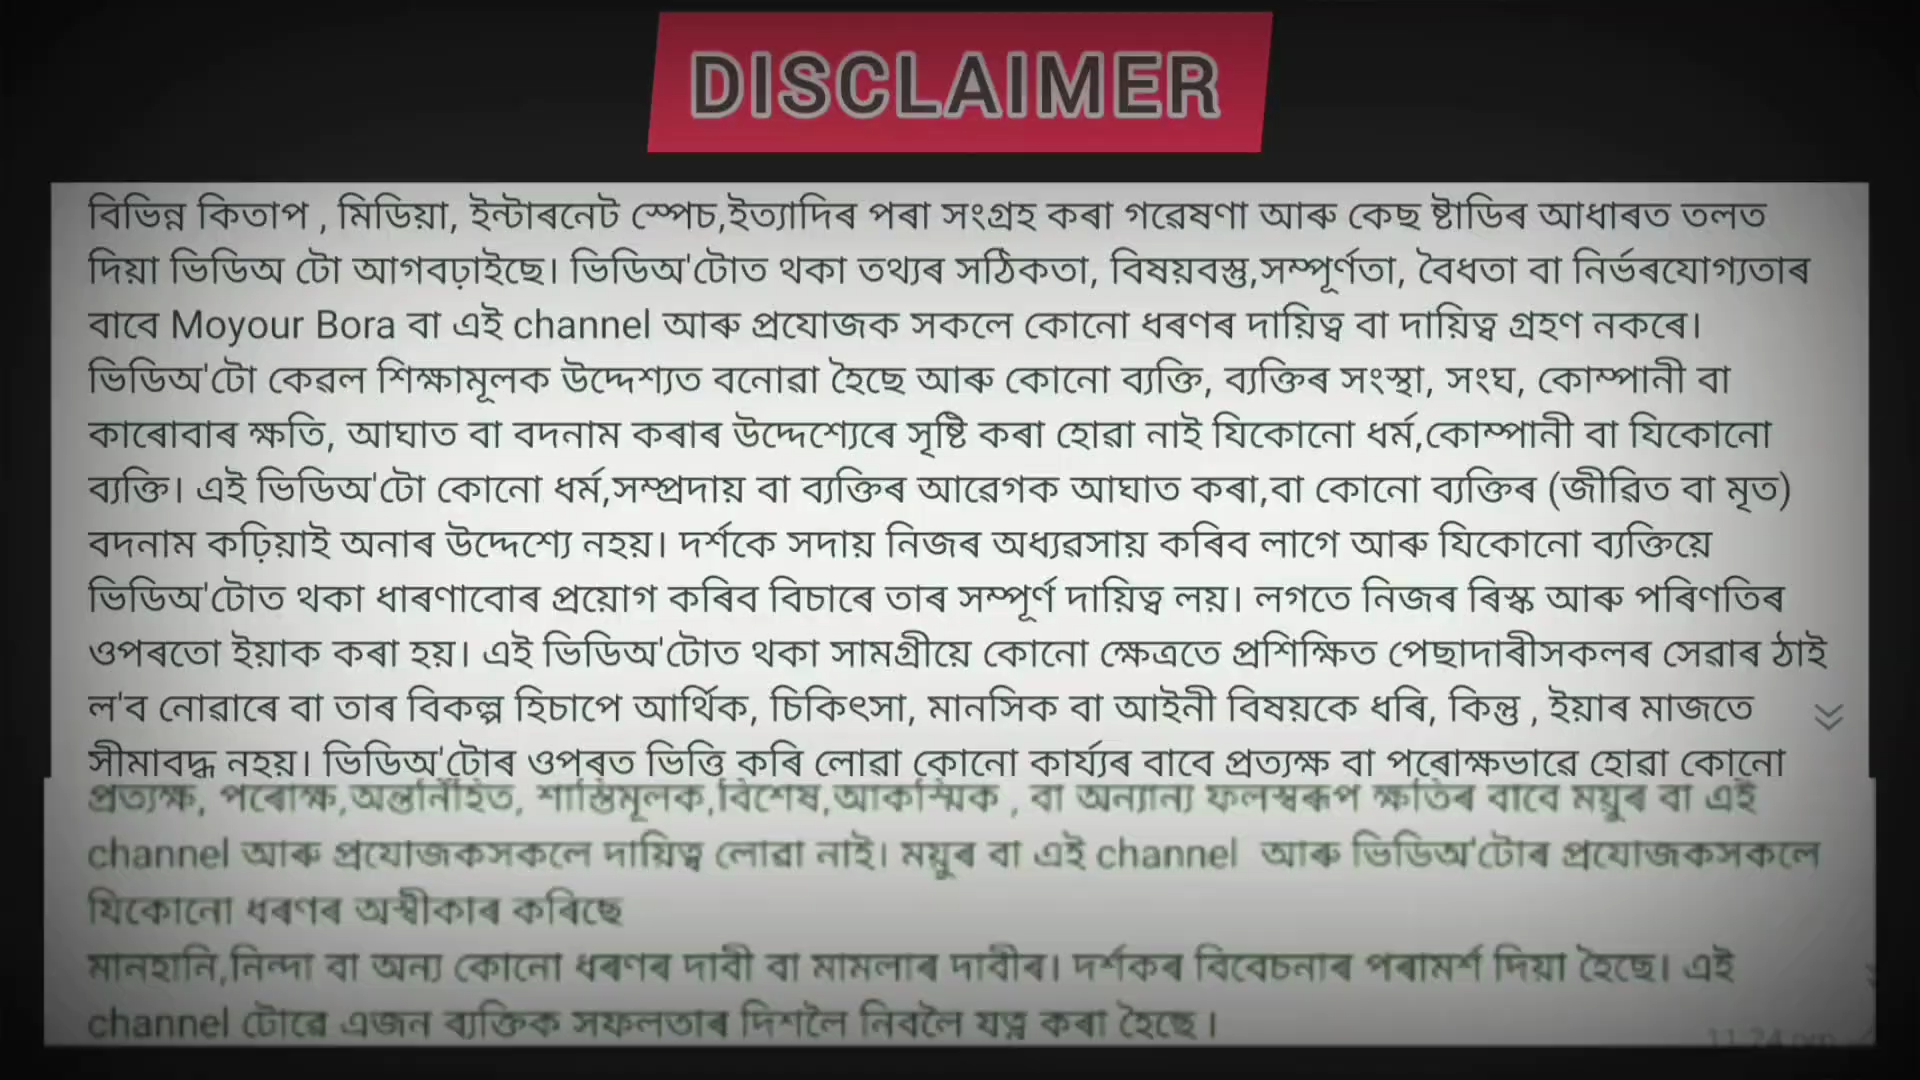 DISCLAIMER
বিভিন্ন কিতাপ , মিডিয়া, ইন্টাৰনেট স্পেচ,ইত্যাদিৰ পৰা সংগ্ৰহ কৰা গৱেষণা আৰু কেছ ষ্টাডিৰ আধাৰত তলত
দিয়া ভিডিঅ টো আগবঢ়াইছে। ভিডিঅ'টোত থকা তথ্যৰ সঠিকতা, বিষয়বস্তু,সম্পূৰ্ণতা, বৈধতা বা নিৰ্ভৰযোগ্যতাৰ
বাবে Moyour Bora বা এই channel আৰু প্ৰযোজক সকলে কোনো ধৰণৰ দায়িত্ব বা দায়িত্ব গ্ৰহণ নকৰে।
ভিডিঅ'টো কেৱল শিক্ষামূলক উদ্দেশ্যত বনোৱা হৈছে আৰু কোনো ব্যক্তি, ব্যক্তিৰ সংস্থা, সংঘ, কোম্পানী বা
কাৰোবাৰ ক্ষতি, আঘাত বা বদনাম কৰাৰ উদ্দেশ্যেৰে সৃষ্টি কৰা হোৱা নাই যিকোনো ধৰ্ম,কোম্পানী বা যিকোনো
ব্যক্তি। এই ভিডিঅ'টো কোনো ধৰ্ম,সম্প্ৰদায় বা ব্যক্তিৰ আৱেগক আঘাত কৰা,বা কোনো ব্যক্তিৰ (জীৱিত বা মৃত)
বদনাম কঢ়িয়াই অনাৰ উদ্দেশ্যে নহয়। দৰ্শকে সদায় নিজৰ অধ্যৱসায় কৰিব লাগে আৰু যিকোনো ব্যক্তিয়ে
ভিডিঅ'টোত থকা ধাৰণাবোৰ প্ৰয়োগ কৰিব বিচাৰে তাৰ সম্পূৰ্ণ দায়িত্ব লয়। লগতে নিজৰ ৰিস্ক আৰু পৰিণতিৰ
ওপৰতো ইয়াক কৰা হয়। এই ভিডিঅ'টোত থকা সামগ্ৰীয়ে কোনো ক্ষেত্ৰতে প্ৰশিক্ষিত পেছাদাৰীসকলৰ সেৱাৰ ঠাই
ল'ব নোৱাৰে বা তাৰ বিকল্প হিচাপে আৰ্থিক, চিকিৎসা, মানসিক বা আইনী বিষয়কে ধৰি, কিন্তু , ইয়াৰ মাজতে
সীমাবদ্ধ নহয়। ভিডিঅ'টোৰ ওপৰত ভিত্তি কৰি লোৱা কোনো কাৰ্য্যৰ বাবে প্ৰত্যক্ষ বা পৰোক্ষভাৱে হোৱা কোনো
প্ৰত্যক্ষ, পৰোক্ষ,অন্তৰ্নিহিত, শাস্তিমূলক,বিশেষ,আকস্মিক , বা অন্যান্য ফলস্বৰূপ ক্ষতিৰ বাবে ময়ুৰ বা এই
channel আৰু প্ৰযোজকসকলে দায়িত্ব লোৱা নাই। ময়ুৰ বা এই channel আৰু ভিডিঅ'টোৰ প্ৰযোজকসকলে
যিকোনো ধৰণৰ অস্বীকাৰ কৰিছে
মানহানি,নিন্দা বা অন্য কোনো ধৰণৰ দাবী বা মামলাৰ দাবীৰ। দৰ্শকৰ বিবেচনাৰ পৰামৰ্শ দিয়া হৈছে। এই
channel টোৱে এজন ব্যক্তিক সফলতাৰ দিশলৈ নিবলৈ যত্ন কৰা হৈছে ।